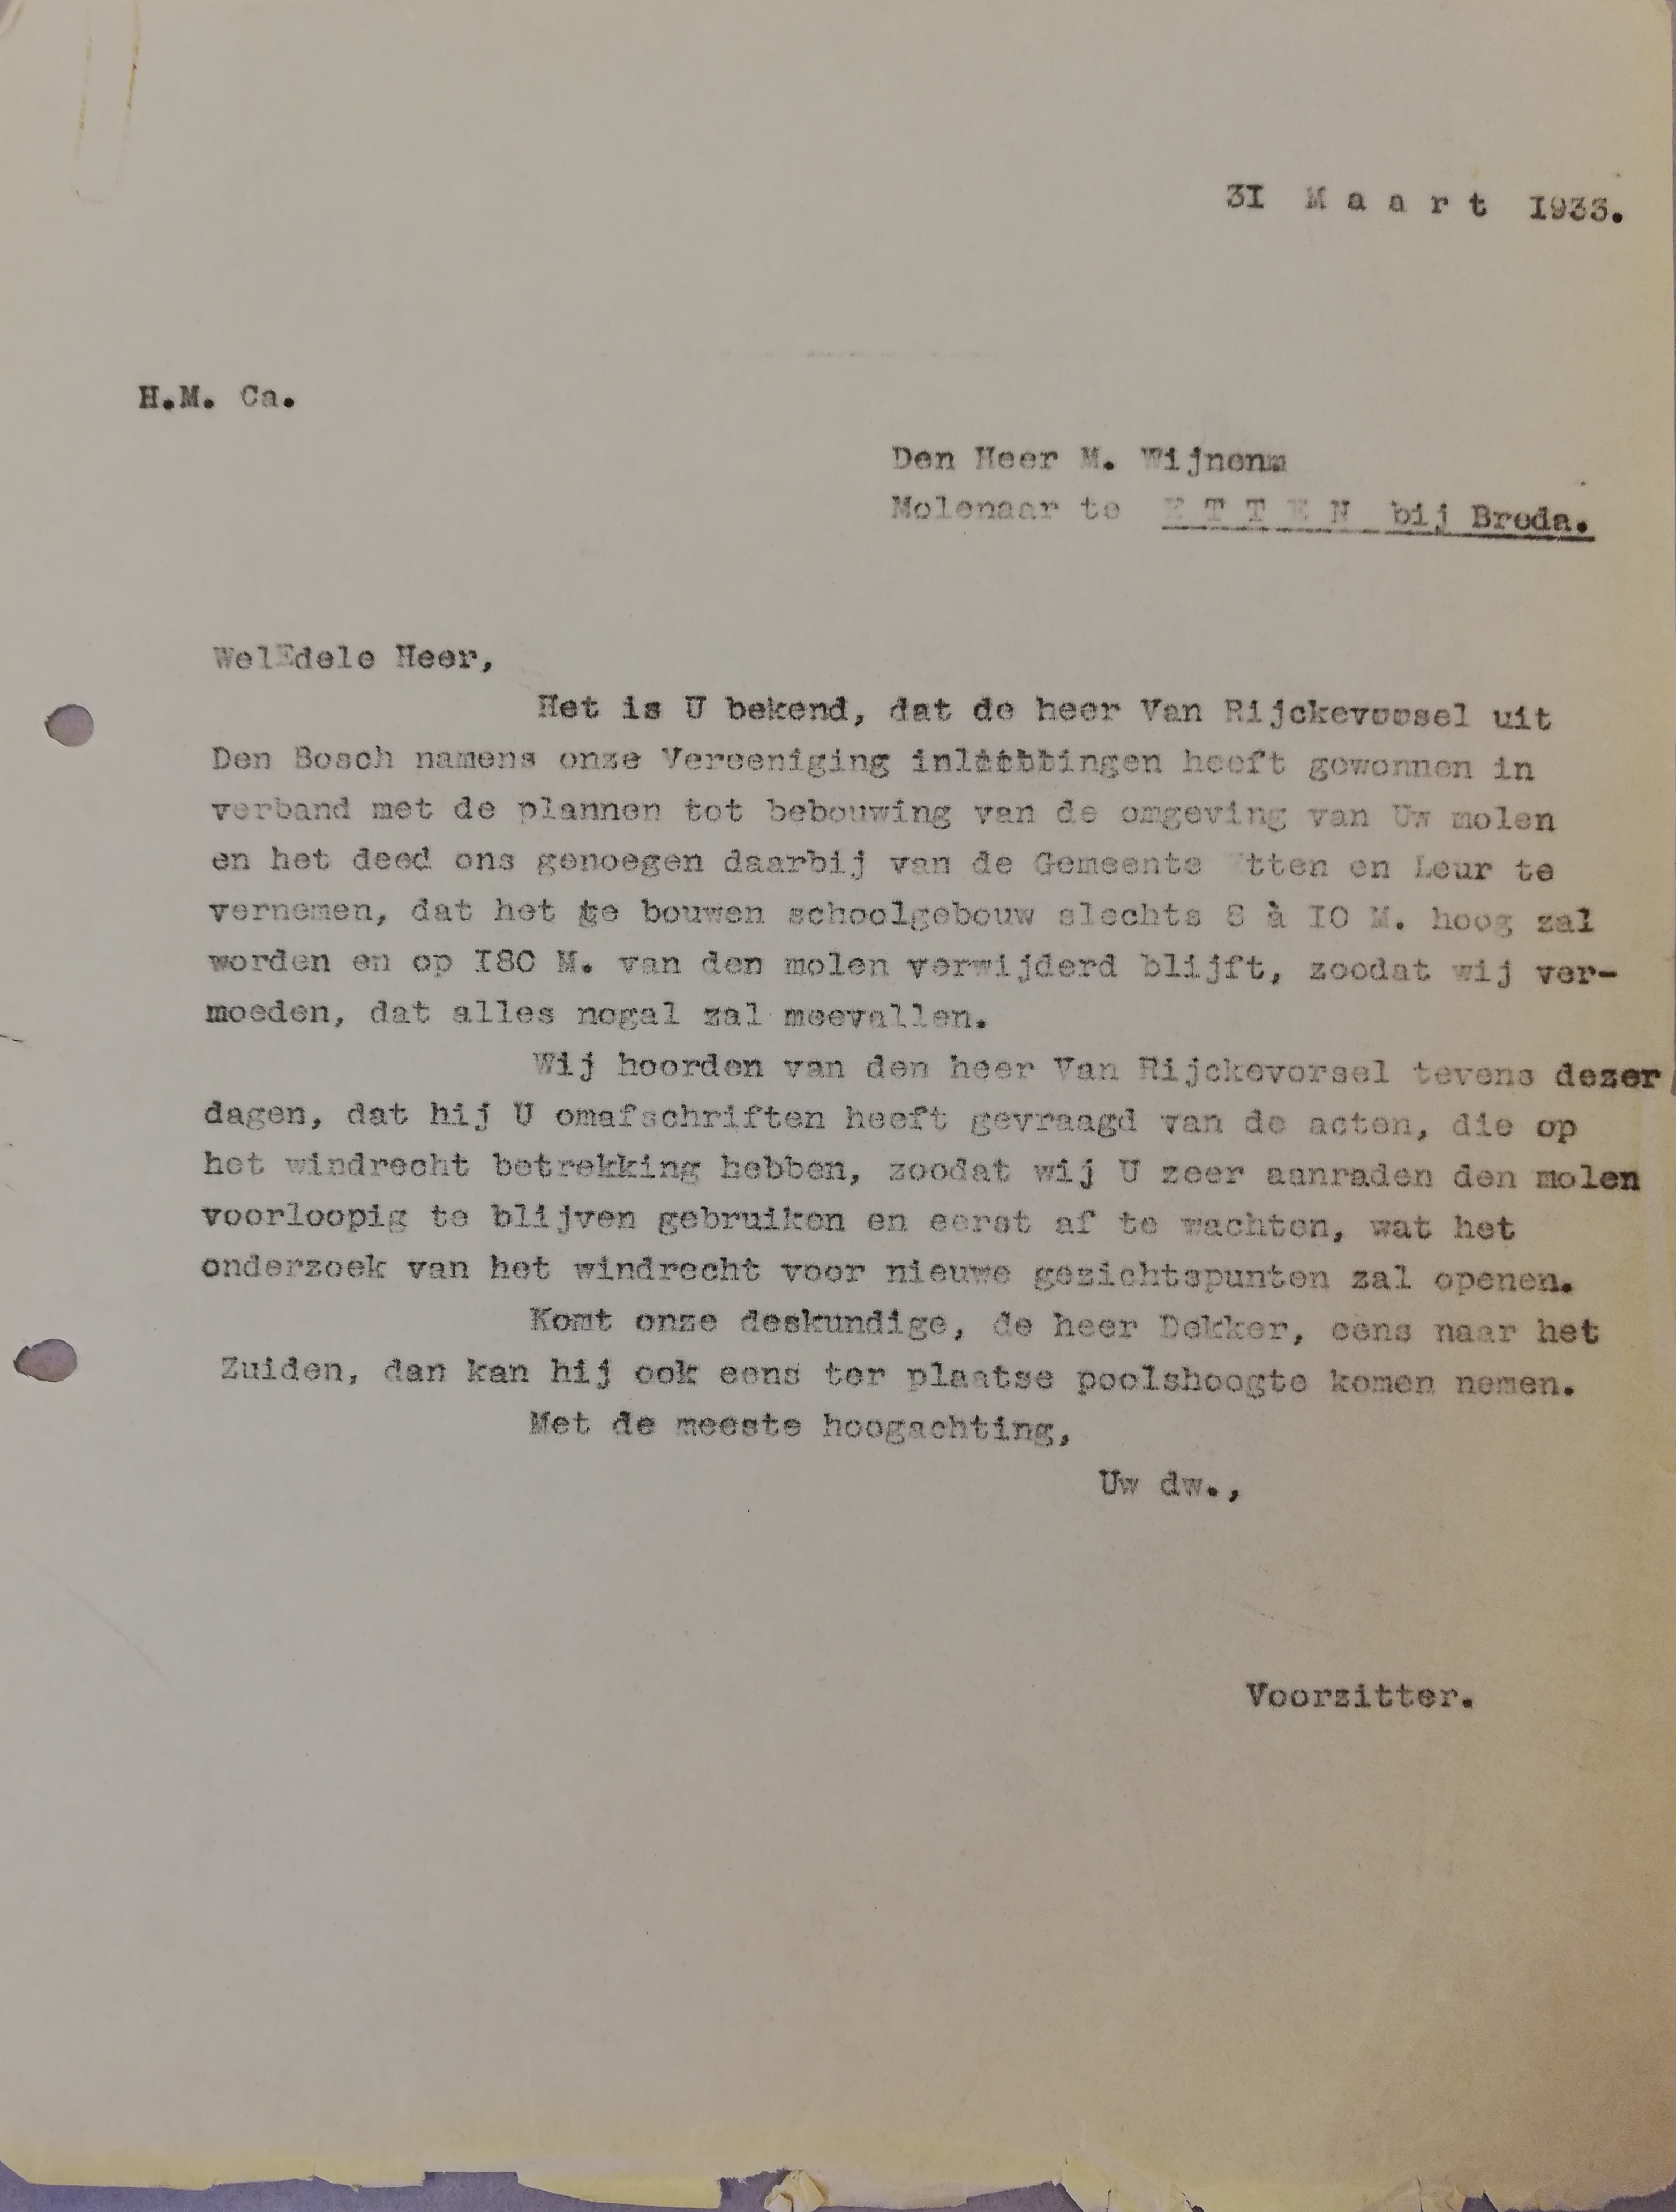 31 M a a r t 1933.
H.M. Ca.
Den Heer M. Wijnenm
Molenaar te E T T E N bij Breda.
WelEdele Heer,
Het is U bekend, dat de heer Van Rijckevorsel uit
Den Bosch namens onze Vereeniging inlichtingen heeft gewonnen in
verband met de plannen tot bebouwing van de omgeving van Uw molen
en het deed ons genoegen daarbij van de Gemeente Etten en Leur te
vernemen, dat het te bouwen schoolgebouw slechts 8 à 10 M. hoog zal
worden en op 180 M. van den molen verwijderd blijft, zoodat wij ver-
moeden, dat alles nogal zal meevallen.
Wij hoorden van den heer Van Rijckevorsel tevens dezer
dagen, dat hij U omafschriften heeft gevraagd van de acten, die op
het windrecht betrekking hebben, zoodat wij U zeer aanraden den molen
voorloopig te blijven gebruiken en eerst af te wachten, wat het
onderzoek van het windrecht voor nieuwe gezichtspunten zal openen.
Komt onze deskundige, de heer Dekker, eens naar het
Zuiden, dan kan hij ook eens ter plaatse poolshoogte komen nemen.
Met de meeste hoogachting,
Uw dw.,
Voorzitter.